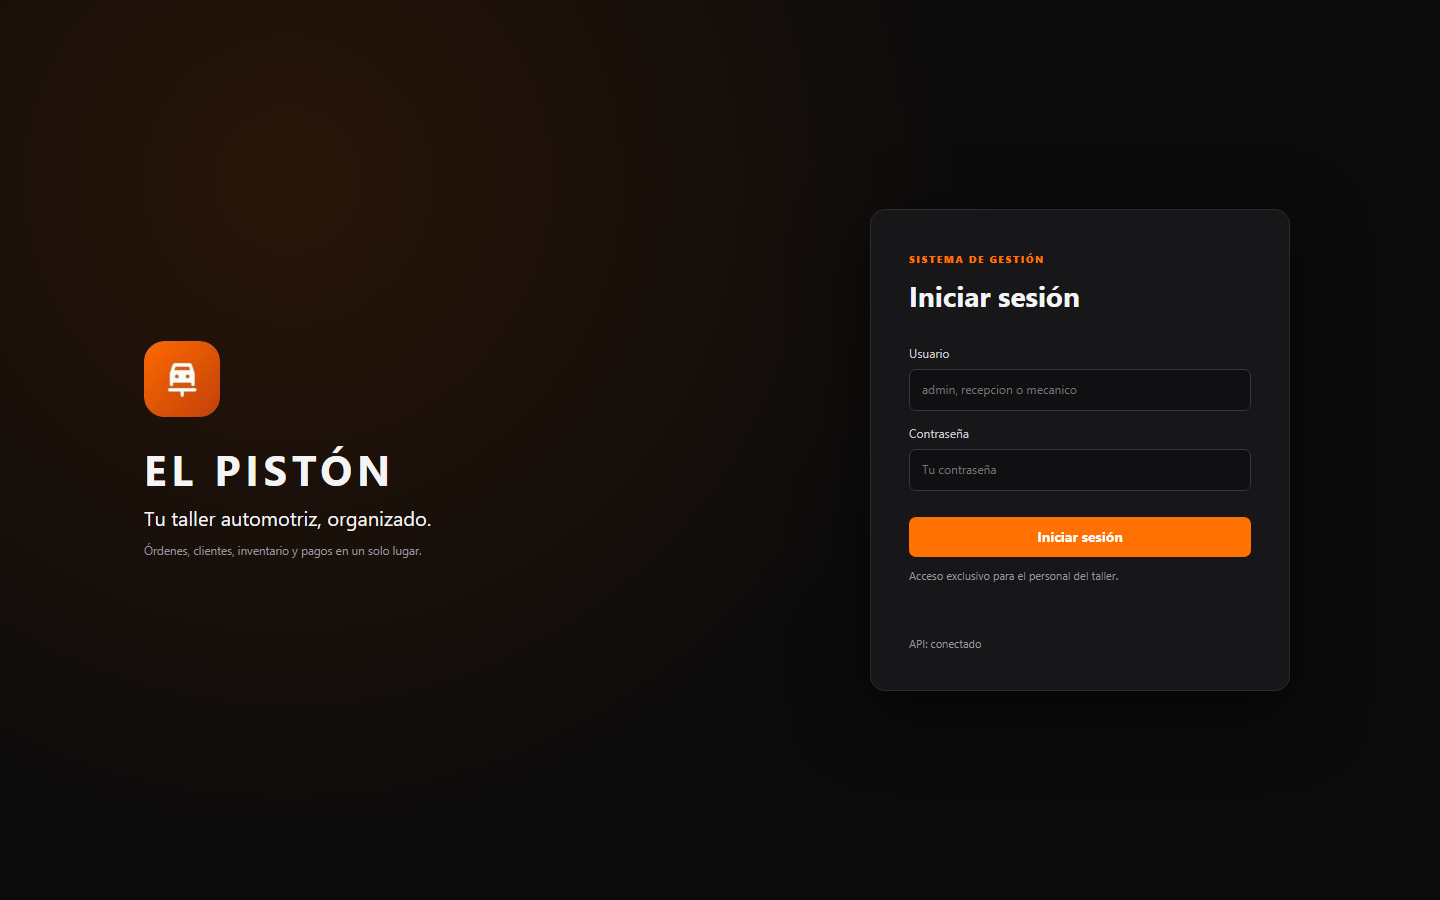 EL PISTÓN
Tu taller automotriz, organizado.
Órdenes, clientes, inventario y pagos en un solo lugar.
SISTEMA DE GESTIÓN
Iniciar sesión
Usuario
admin, recepcion o mecanico
Contraseña
Tu contraseña
Iniciar sesión
Acceso exclusivo para el personal del taller.
API: conectado